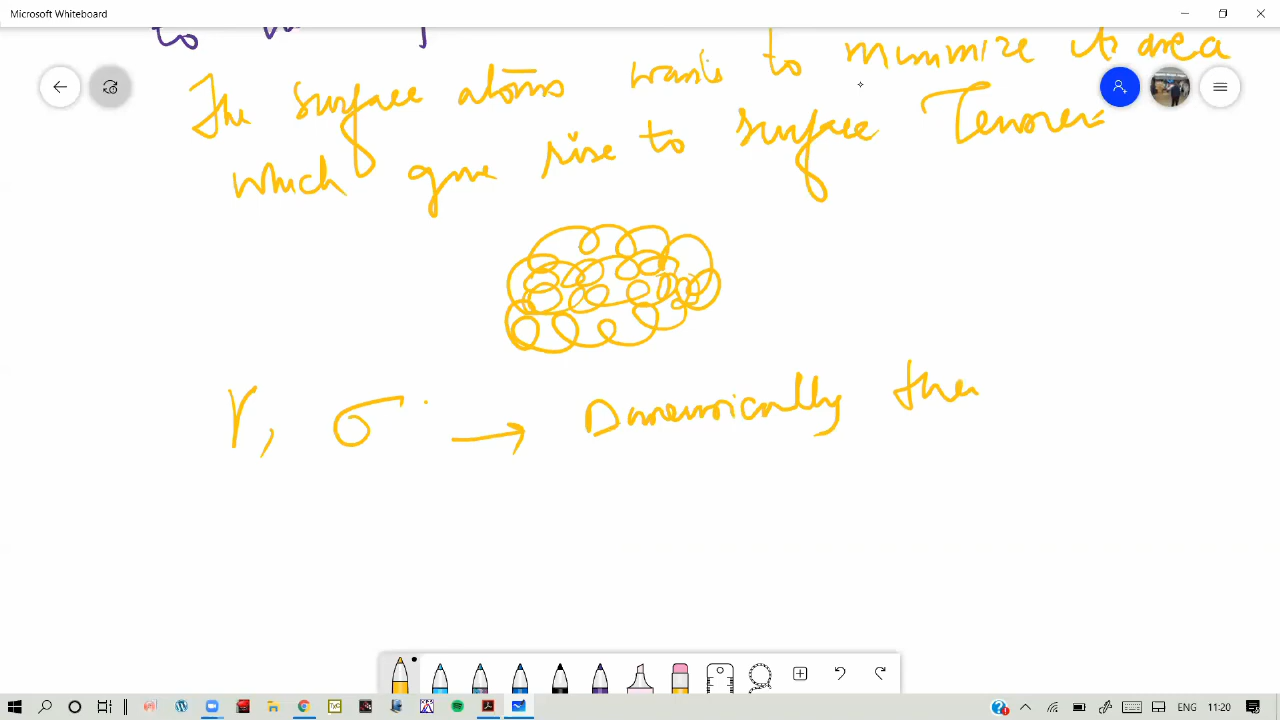 Microsoft Whiteboard
to
The surface atoms wants to minimize its area
which give rise to surface Tension
γ, σ → Dimensionally the
ENG 11:20